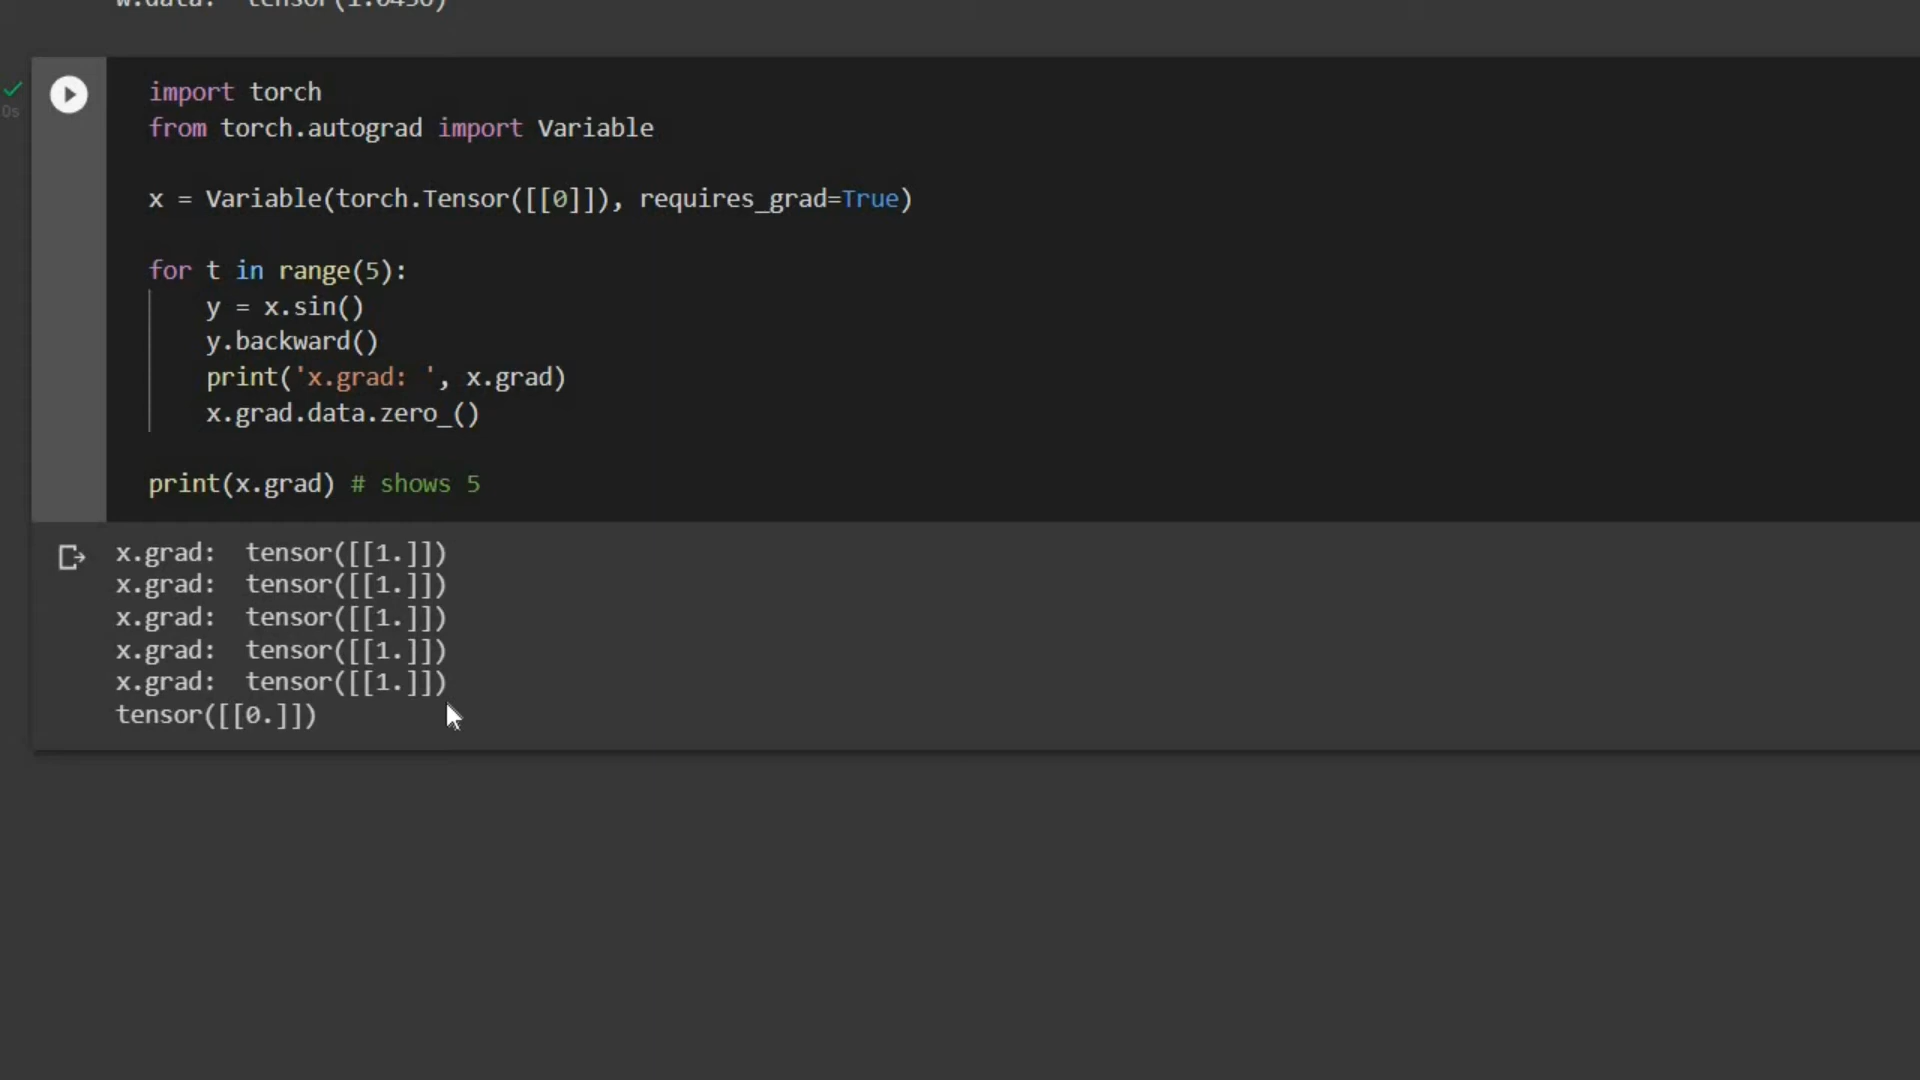 import torch
from torch.autograd import Variable
x = Variable(torch.Tensor([[0]]), requires_grad=True)
for t in range(5):
y = x.sin()
y.backward()
print('x.grad: ', x.grad)
x.grad.data.zero_()
print(x.grad) # shows 5
0s
x.grad:  tensor([[1.]])
x.grad:  tensor([[1.]])
x.grad:  tensor([[1.]])
x.grad:  tensor([[1.]])
x.grad:  tensor([[1.]])
tensor([[0.]])